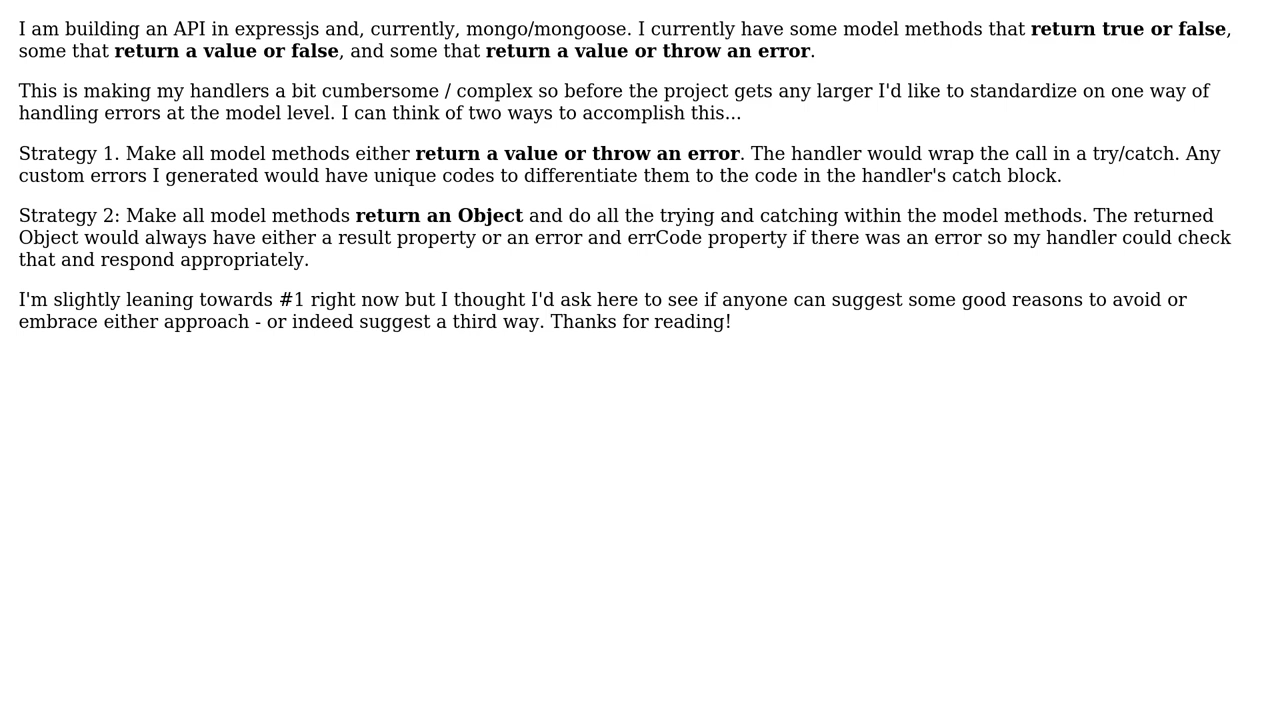 I am building an API in expressjs and, currently, mongo/mongoose. I currently have some model methods that return true or false,
some that return a value or false, and some that return a value or throw an error.
This is making my handlers a bit cumbersome / complex so before the project gets any larger I'd like to standardize on one way of
handling errors at the model level. I can think of two ways to accomplish this...
Strategy 1. Make all model methods either return a value or throw an error. The handler would wrap the call in a try/catch. Any
custom errors I generated would have unique codes to differentiate them to the code in the handler's catch block.
Strategy 2: Make all model methods return an Object and do all the trying and catching within the model methods. The returned
Object would always have either a result property or an error and errCode property if there was an error so my handler could check
that and respond appropriately.
I'm slightly leaning towards #1 right now but I thought I'd ask here to see if anyone can suggest some good reasons to avoid or
embrace either approach - or indeed suggest a third way. Thanks for reading!